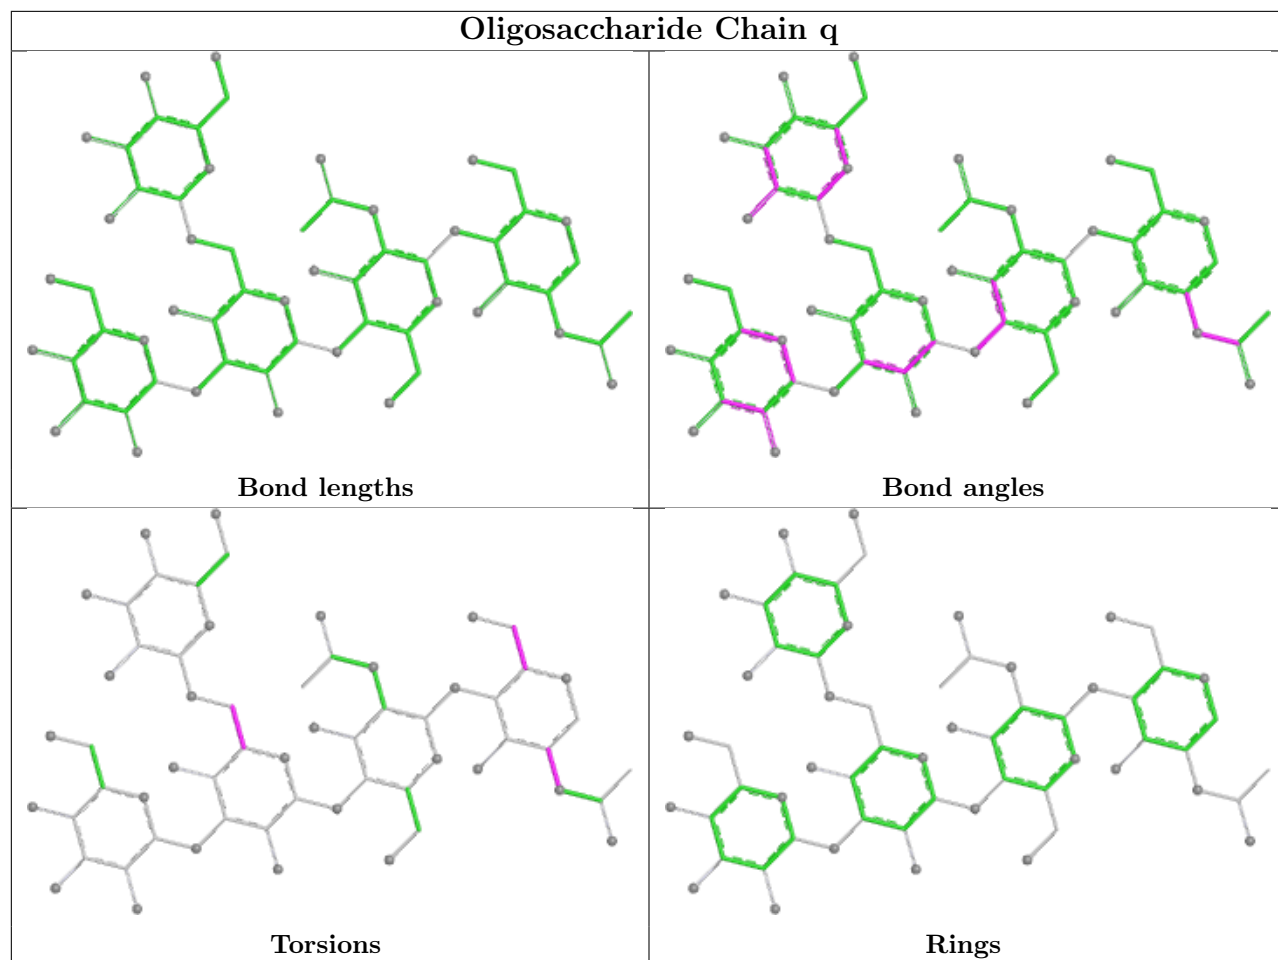 Oligosaccharide Chain q
Bond lengths
Bond angles
Torsions
Rings